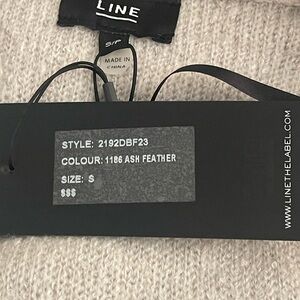 LINE
S/P
MADE IN
CHINA
STYLE: 2192DBF23
COLOUR: 1186 ASH FEATHER
SIZE: S
$$$
WWW.LINETHELABEL.COM